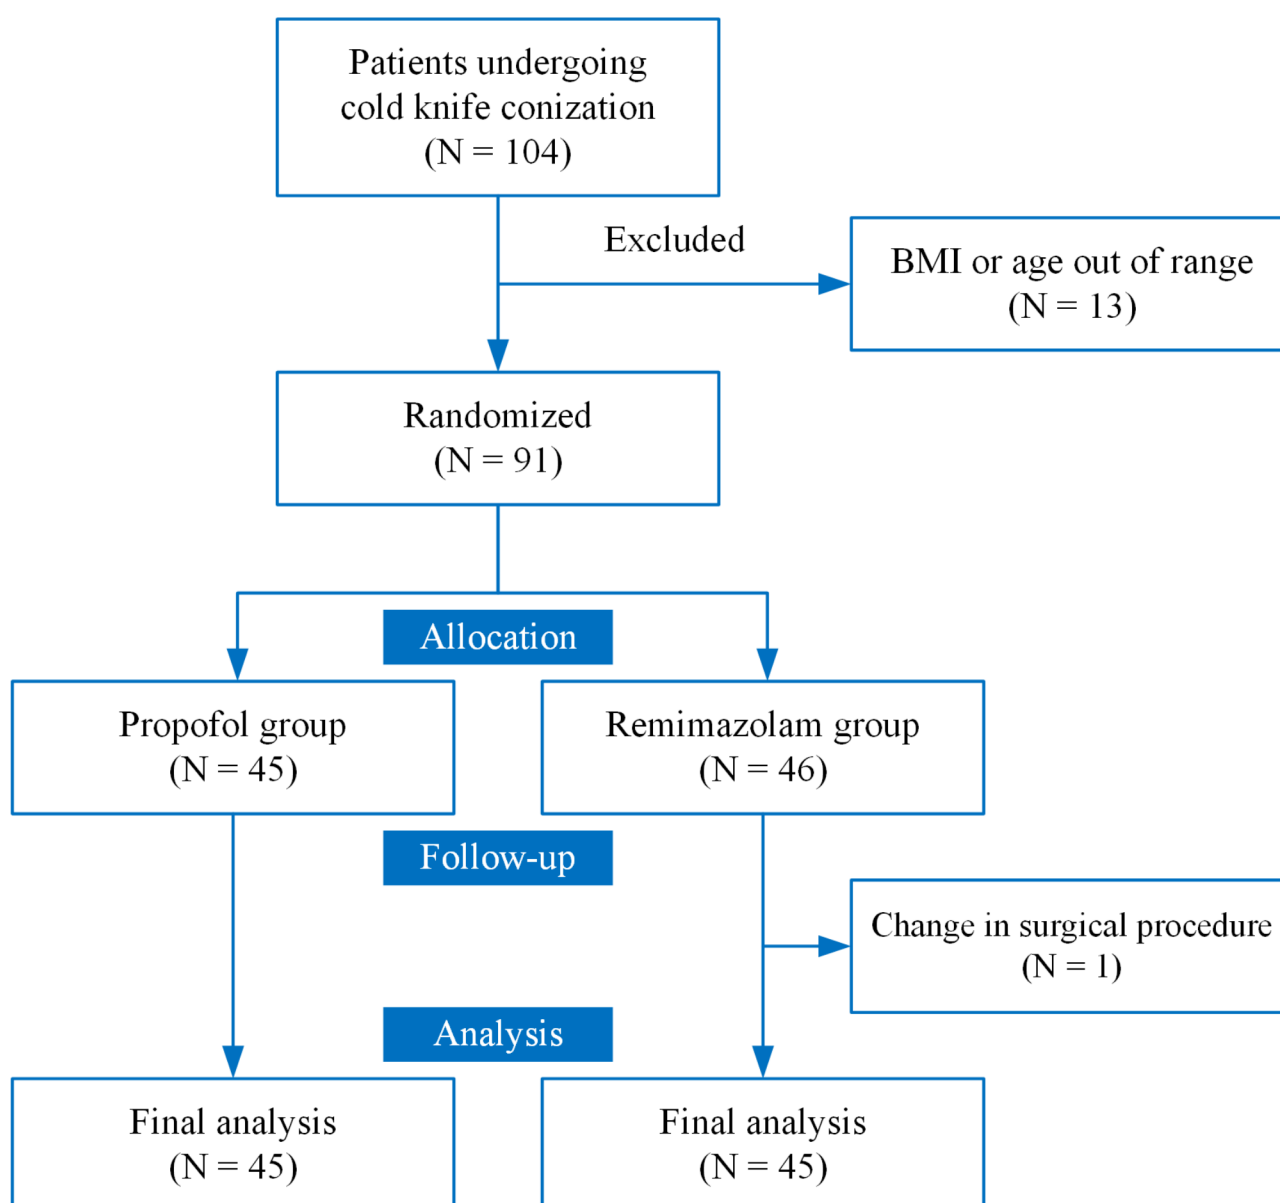 Patients undergoing
cold knife conization
(N = 104)
Excluded
BMI or age out of range
(N = 13)
Randomized
(N = 91)
Allocation
Propofol group
(N = 45)
Remimazolam group
(N = 46)
Follow-up
Change in surgical procedure
(N = 1)
Analysis
Final analysis
(N = 45)
Final analysis
(N = 45)